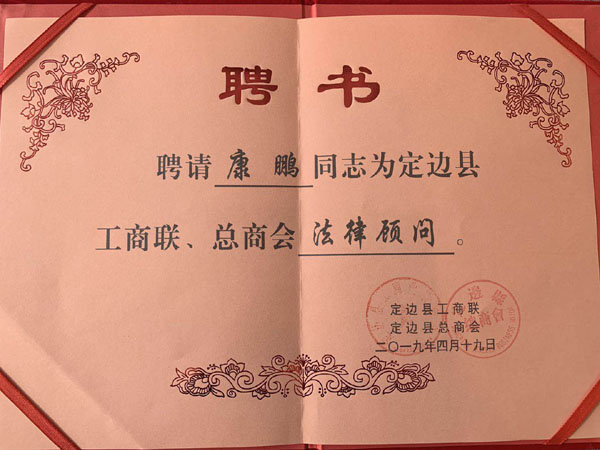 聘书
聘请康鹏同志为定边县
工商联、总商会法律顾问。
定边县工商联
定边县总商会
二〇一九年四月十九日